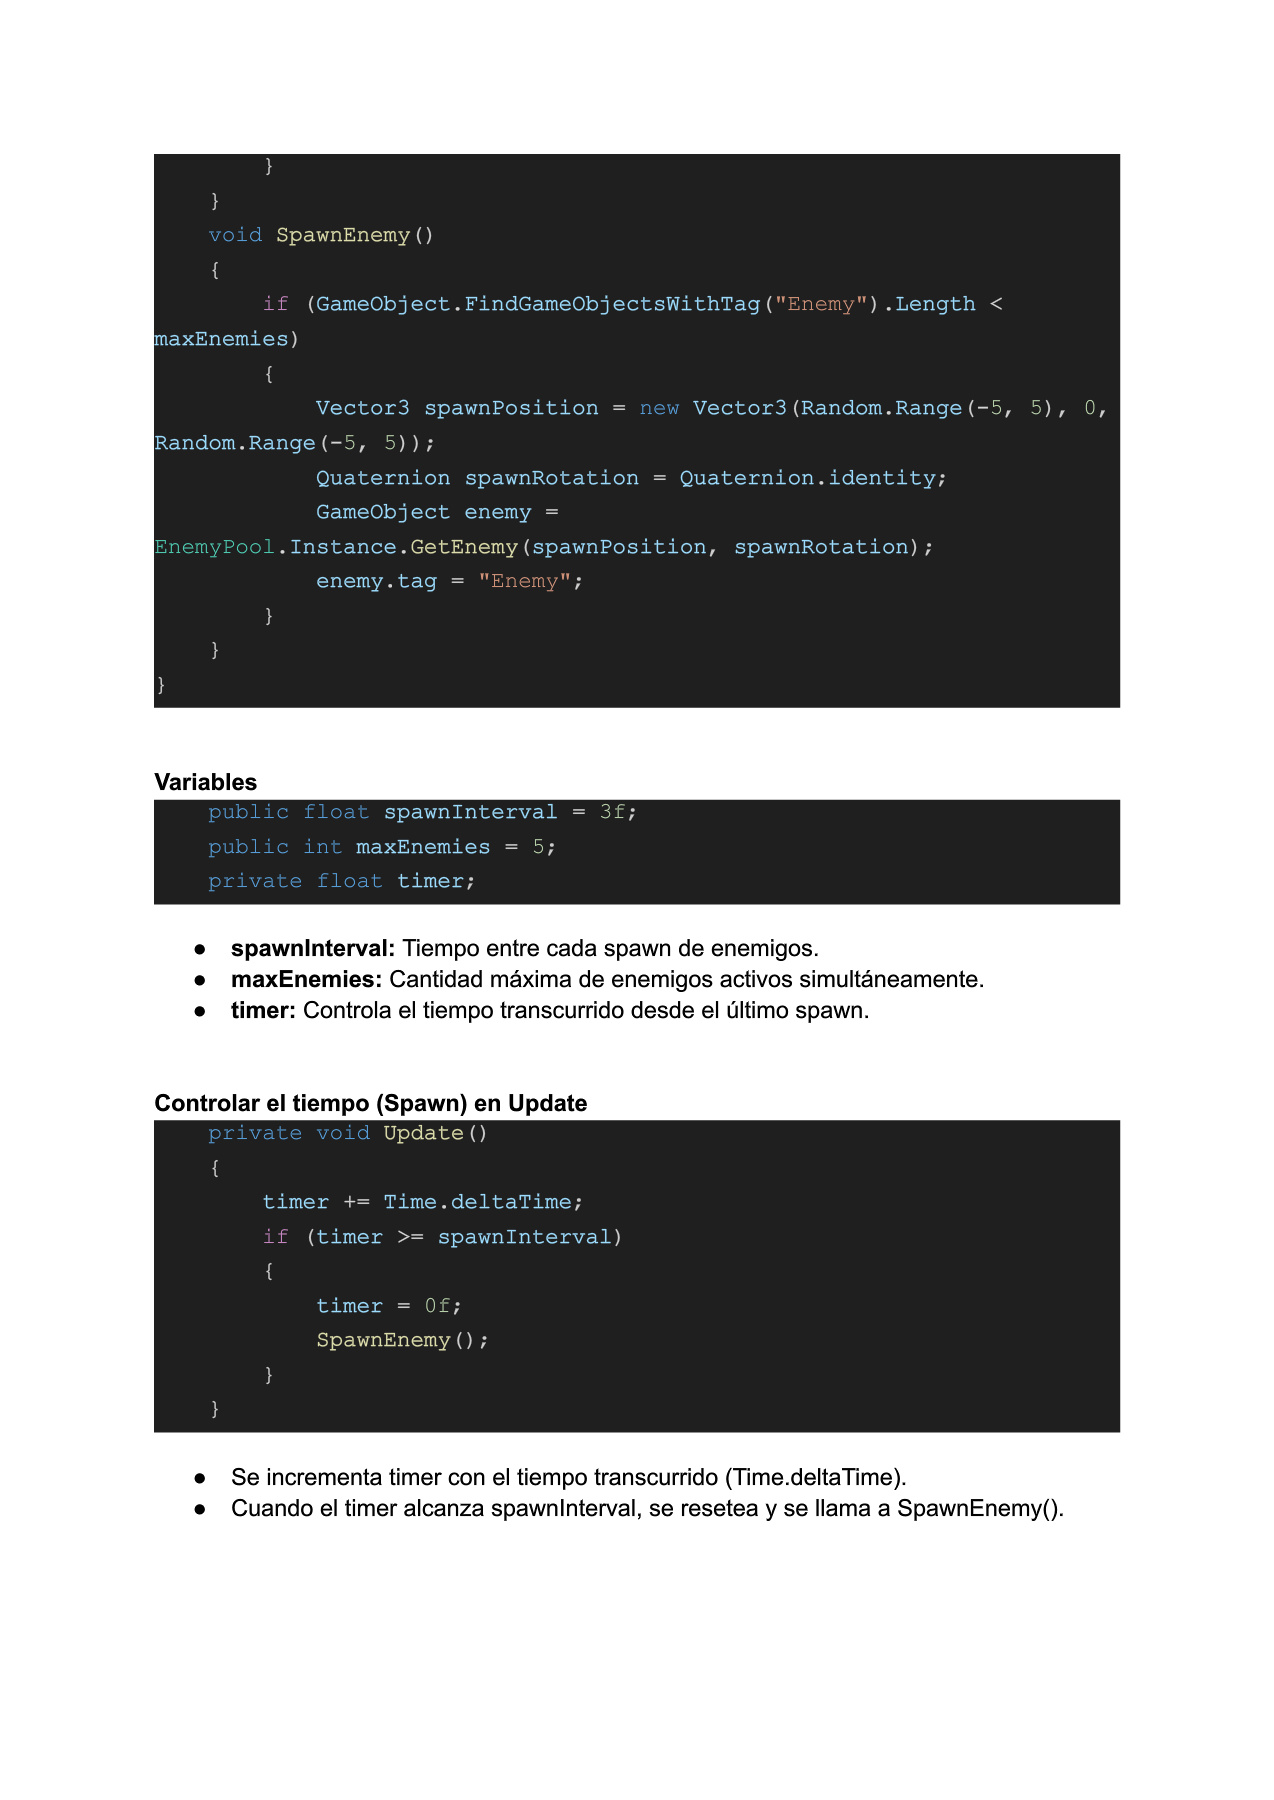 }
    }
    void SpawnEnemy()
    {
        if (GameObject.FindGameObjectsWithTag("Enemy").Length <
maxEnemies)
        {
            Vector3 spawnPosition = new Vector3(Random.Range(-5, 5), 0,
Random.Range(-5, 5));
            Quaternion spawnRotation = Quaternion.identity;
            GameObject enemy =
EnemyPool.Instance.GetEnemy(spawnPosition, spawnRotation);
            enemy.tag = "Enemy";
        }
    }
}
Variables
    public float spawnInterval = 3f;
    public int maxEnemies = 5;
    private float timer;
● spawnInterval: Tiempo entre cada spawn de enemigos.
● maxEnemies: Cantidad máxima de enemigos activos simultáneamente.
● timer: Controla el tiempo transcurrido desde el último spawn.
Controlar el tiempo (Spawn) en Update
    private void Update()
    {
        timer += Time.deltaTime;
        if (timer >= spawnInterval)
        {
            timer = 0f;
            SpawnEnemy();
        }
    }
● Se incrementa timer con el tiempo transcurrido (Time.deltaTime).
● Cuando el timer alcanza spawnInterval, se resetea y se llama a SpawnEnemy().